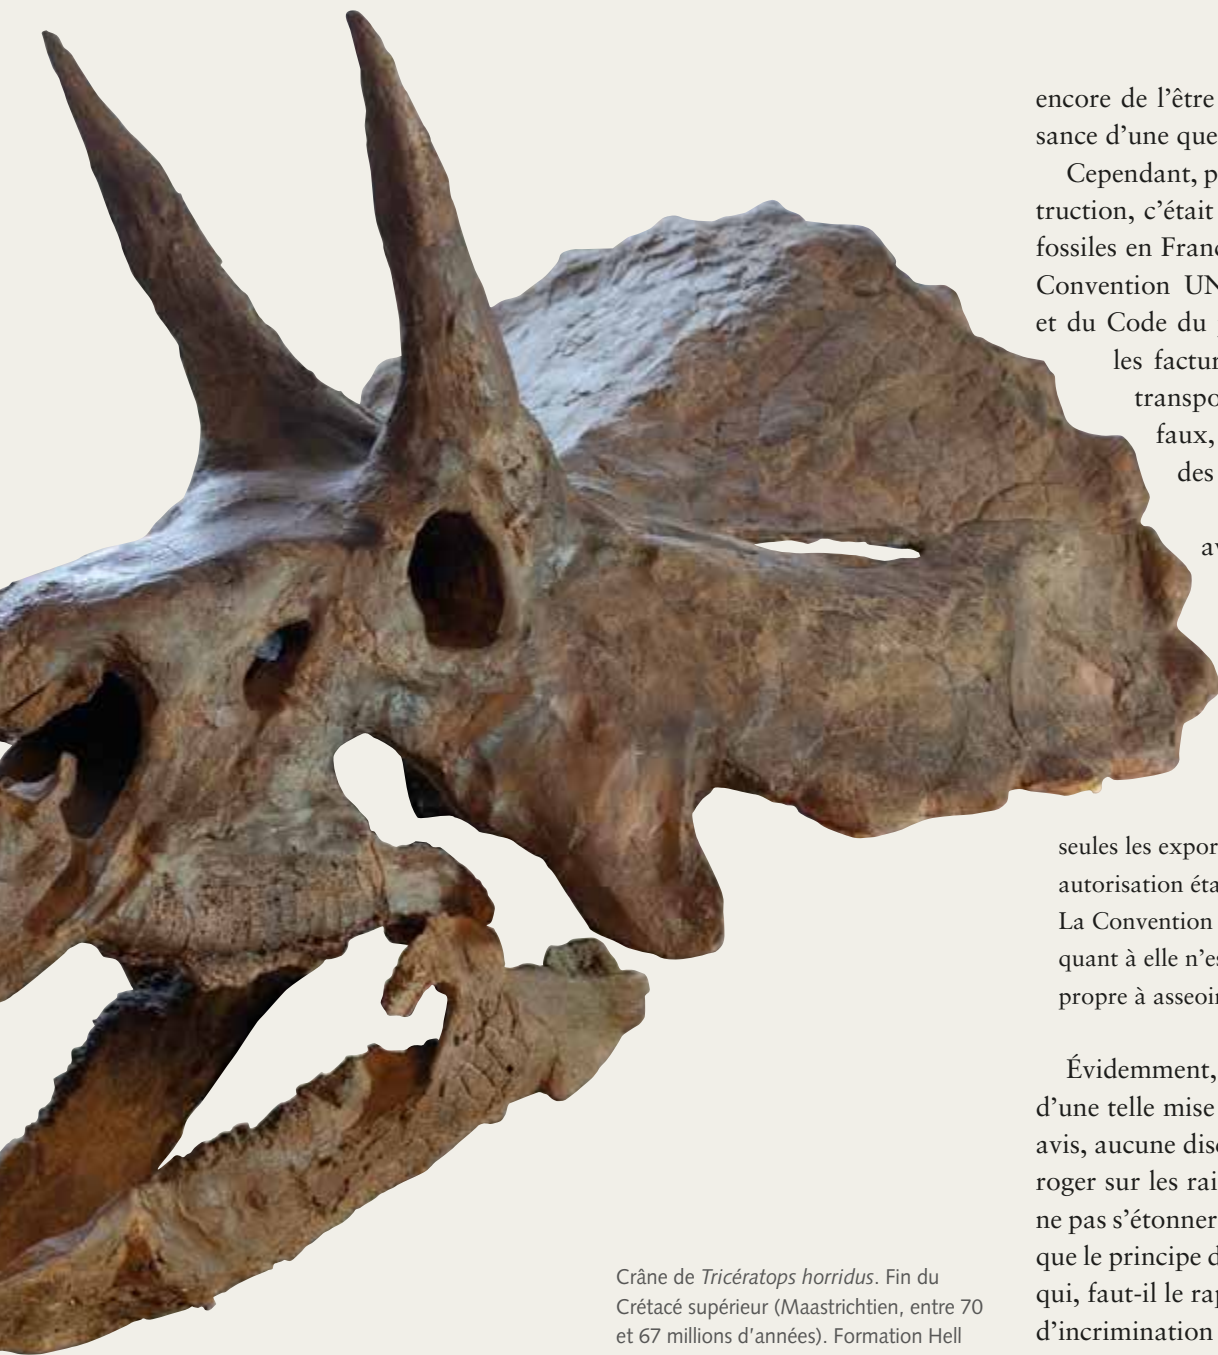 encore de l’être
sance d’une que
Cependant, p
truction, c’était
fossiles en Franc
Convention UN
et du Code du
les factur
transpo
faux,
des
av
seules les expor
autorisation éta
La Convention
quant à elle n’es
propre à asseoir
Évidemment,
d’une telle mise
avis, aucune disc
roger sur les rai
ne pas s’étonner
que le principe d
qui, faut-il le rap
d’incrimination
Crâne de Tricératops horridus. Fin du
Crétacé supérieur (Maastrichtien, entre 70
et 67 millions d’années). Formation Hell